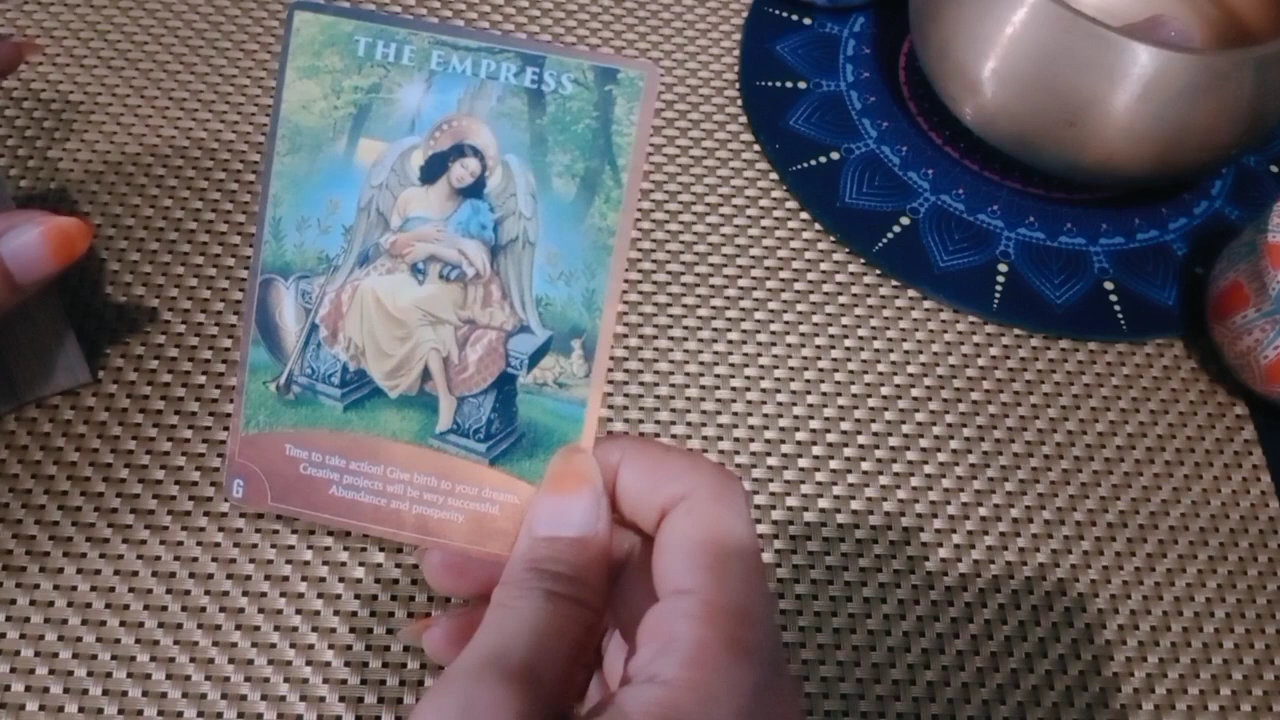 THE EMPRESS
Time to take action! Give birth to your dreams.
Creative projects will be very successful.
Abundance and prosperity.
6